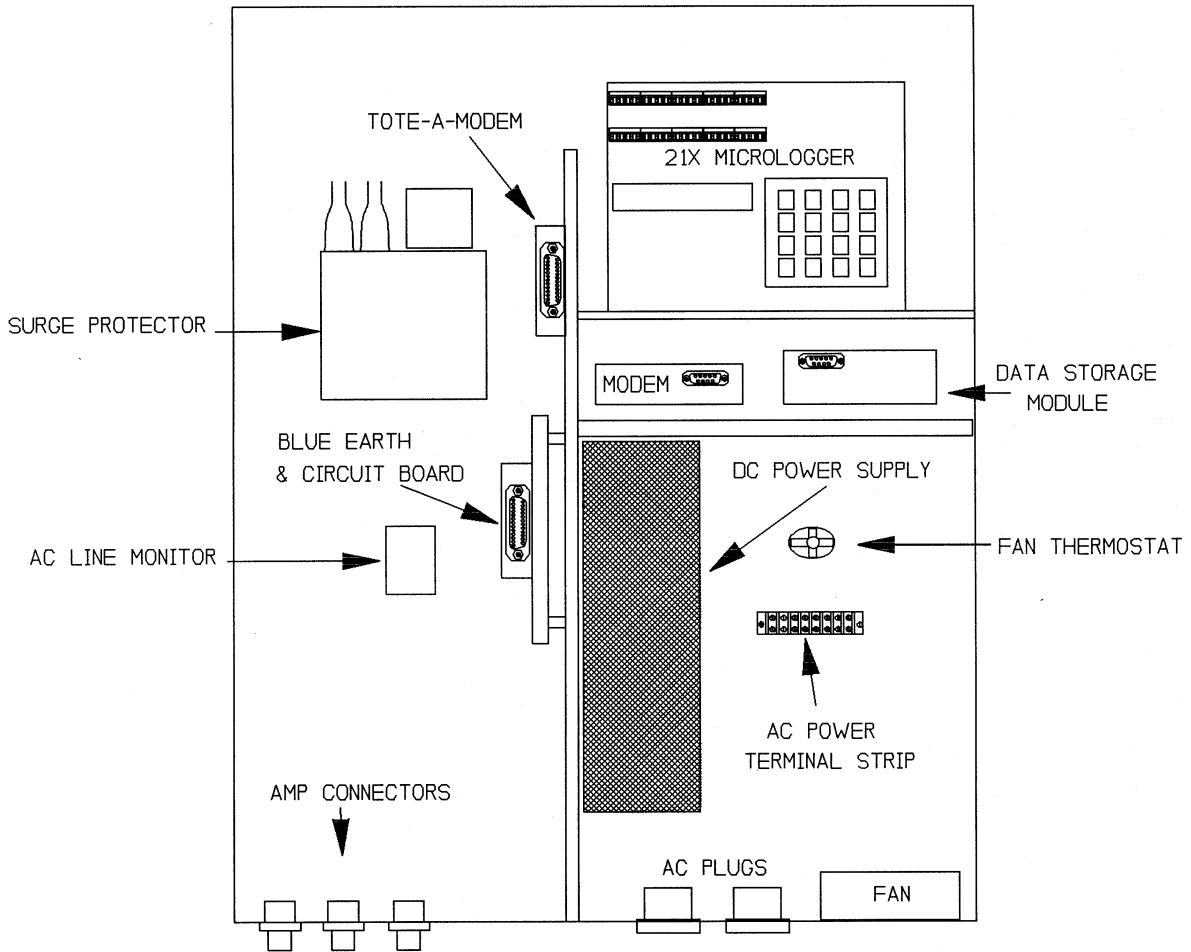 TOTE-A-MODEM
21X MICROLOGGER
SURGE PROTECTOR
MODEM
DATA STORAGE
MODULE
BLUE EARTH
& CIRCUIT BOARD
DC POWER SUPPLY
AC LINE MONITOR
FAN THERMOSTAT
AC POWER
TERMINAL STRIP
AMP CONNECTORS
AC PLUGS
FAN